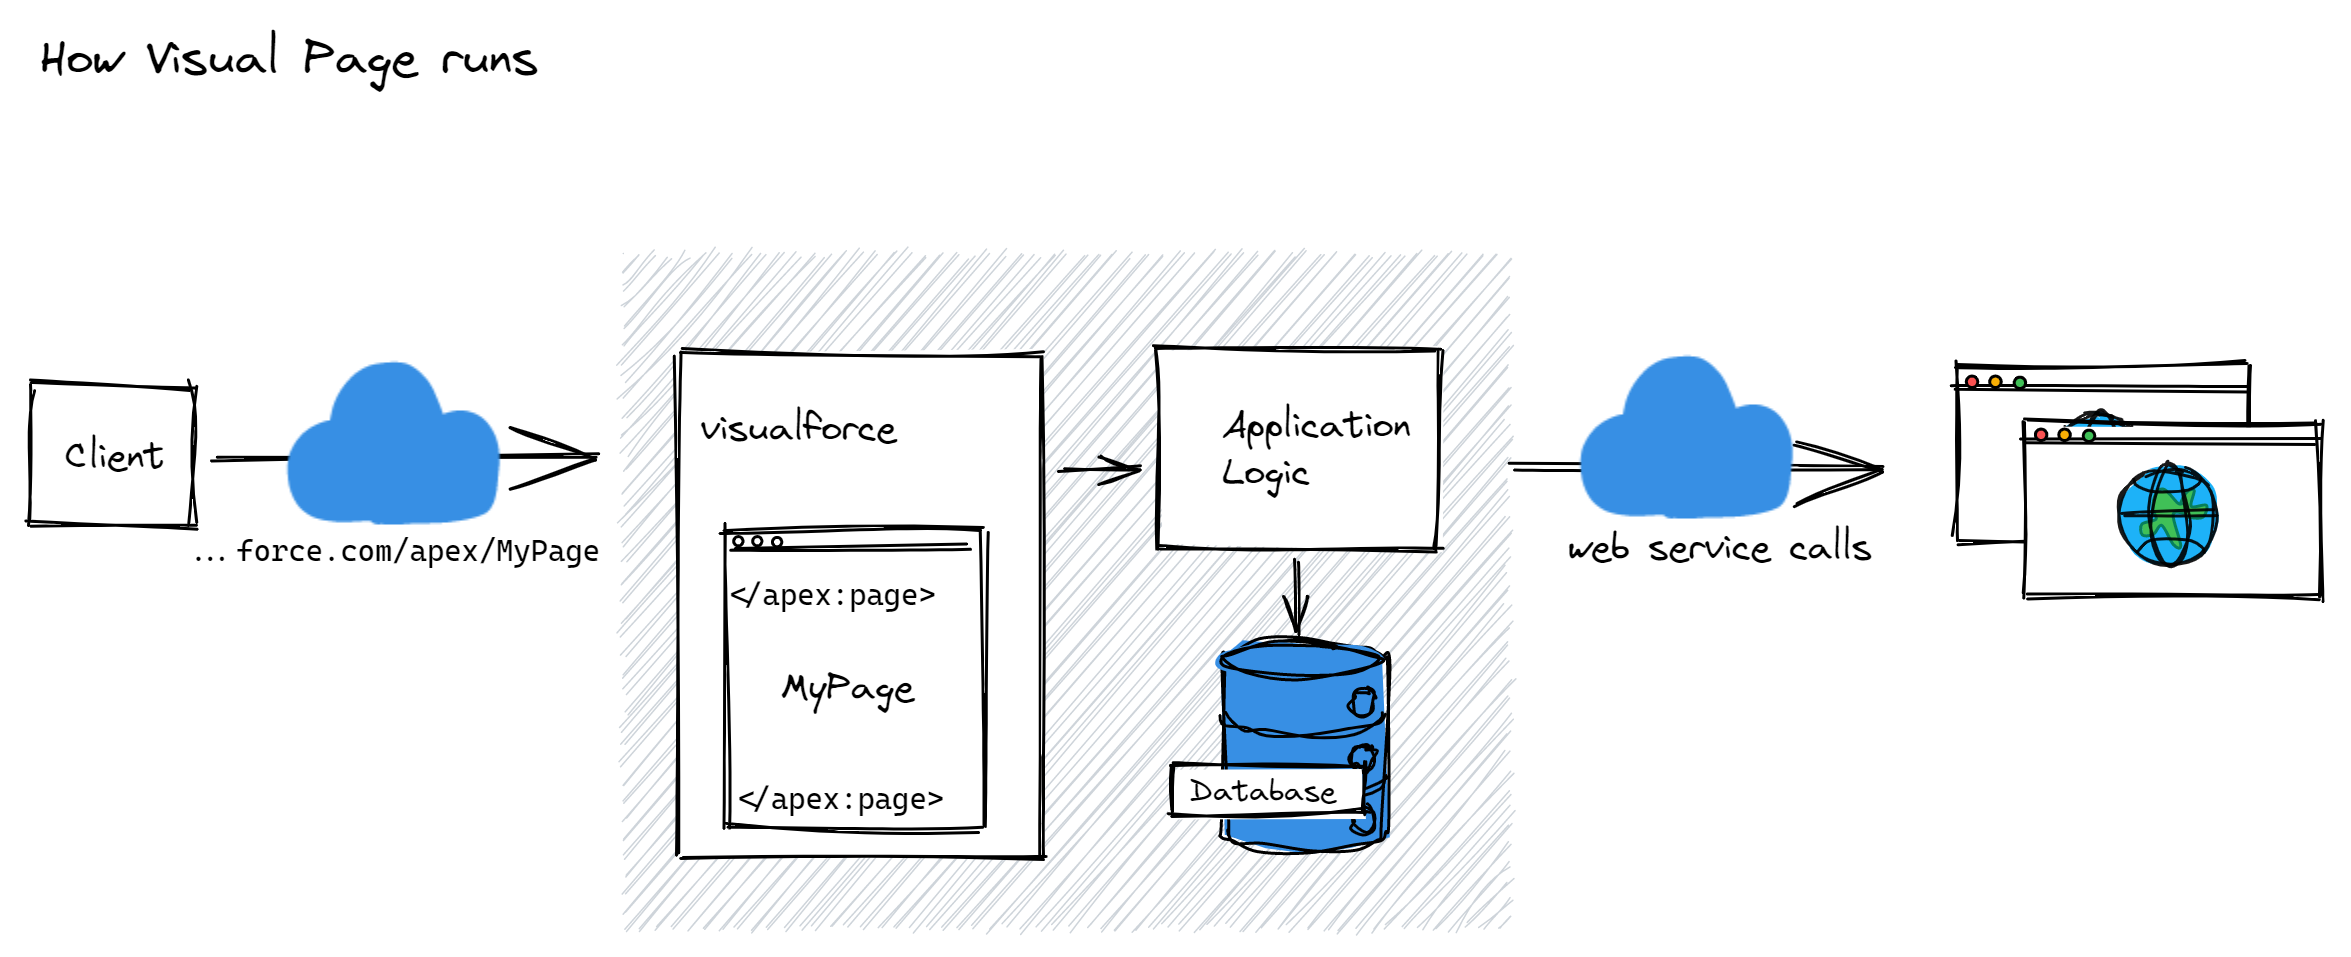 How Visual Page runs
Client
... force.com/apex/MyPage
visualforce
</apex:page>
MyPage
</apex:page>
Application
Logic
Database
web service calls